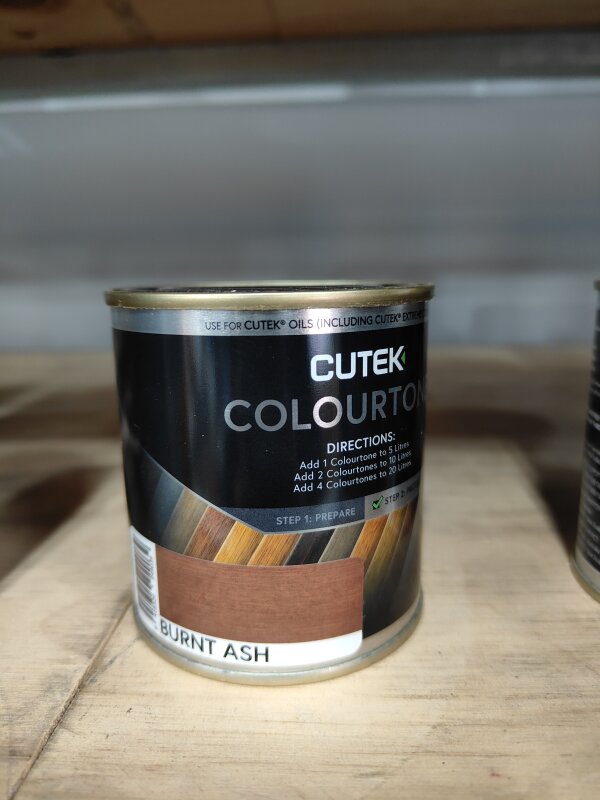 USE FOR CUTEK® OILS (INCLUDING CUTEK® EXTREME
CUTEK
COLOURTON
DIRECTIONS:
Add 1 Colourtone to 5 Litres
Add 2 Colourtones to 10 Litres
Add 4 Colourtones to 20 Litres
STEP 1: PREPARE
STEP 2:
BURNT ASH